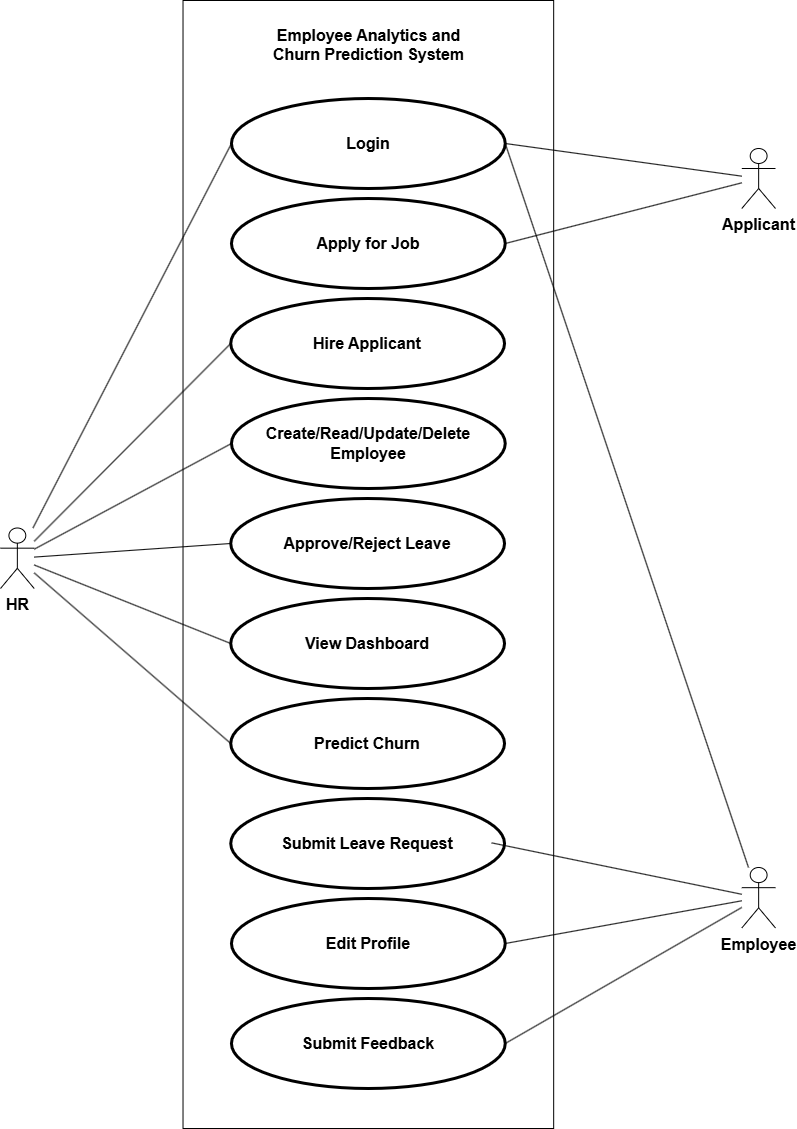 Employee Analytics and
Churn Prediction System
Login
Applicant
Apply for Job
Hire Applicant
Create/Read/Update/Delete
Employee
Approve/Reject Leave
HR
View Dashboard
Predict Churn
Submit Leave Request
Edit Profile
Employee
Submit Feedback